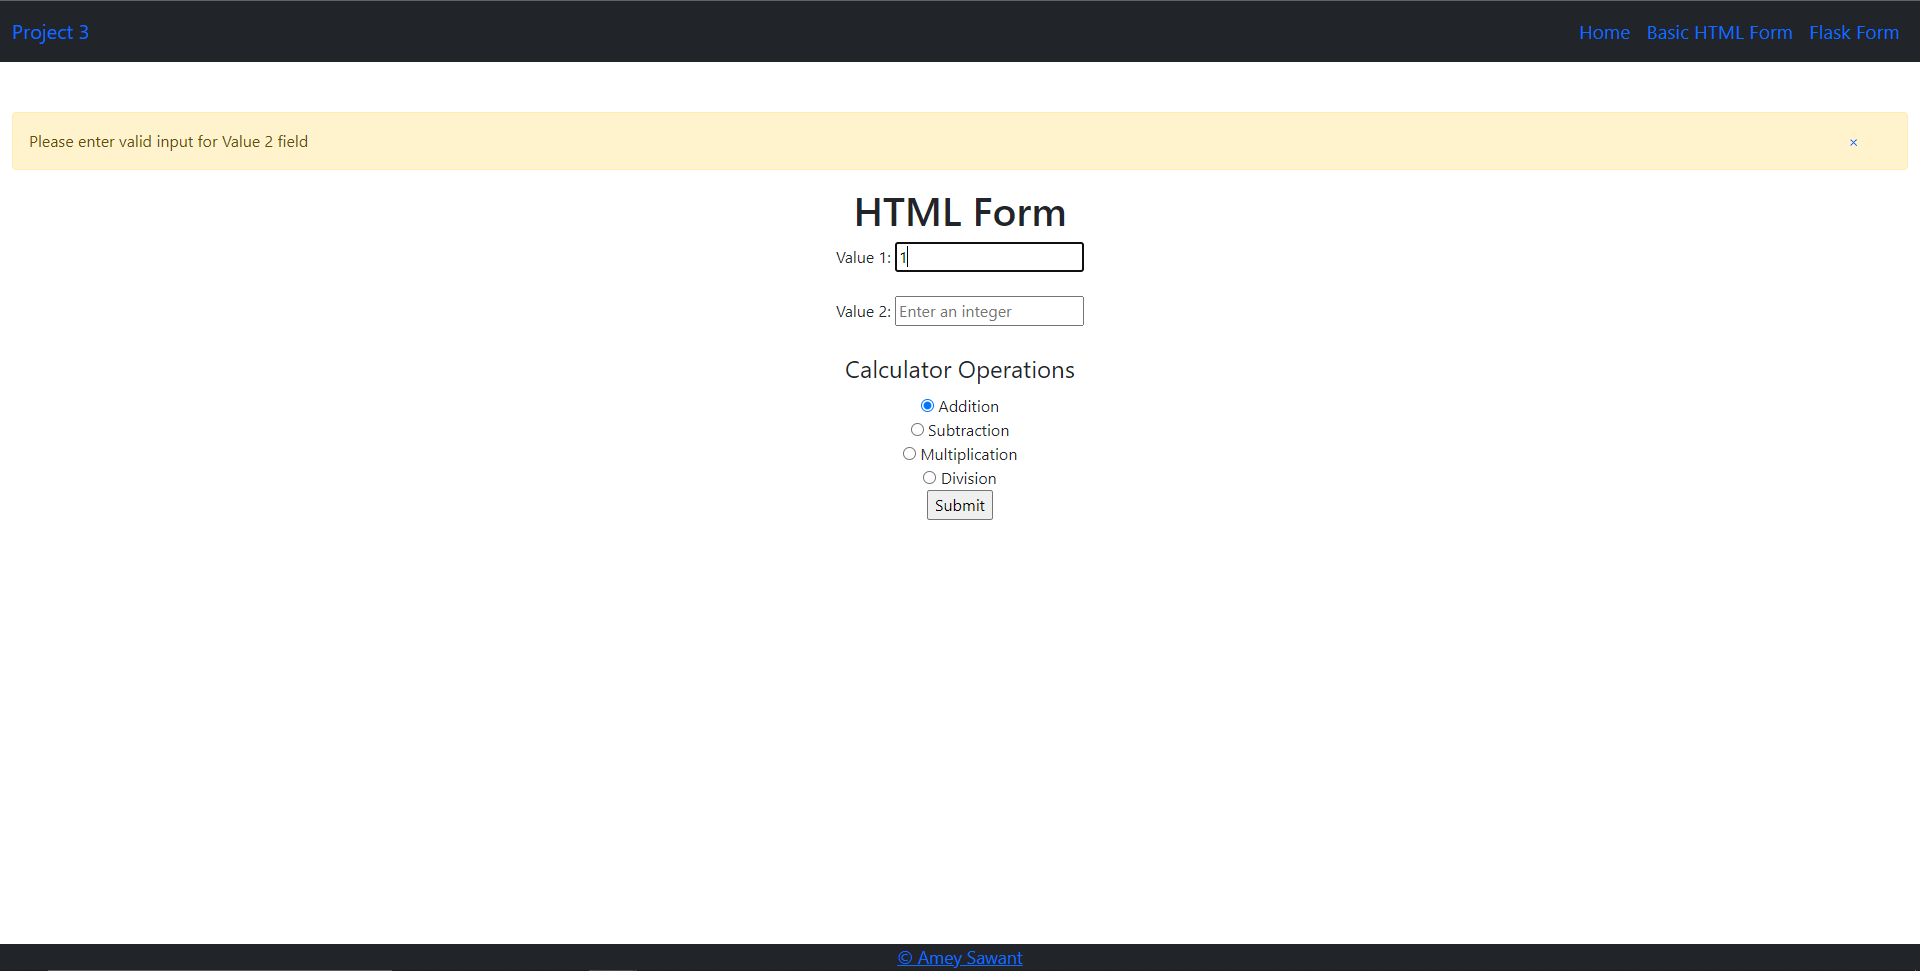 Project 3
Home Basic HTML Form Flask Form
Please enter valid input for Value 2 field ×
HTML Form
Value 1: 1
Value 2: Enter an integer
Calculator Operations
Addition
Subtraction
Multiplication
Division
Submit
© Amey Sawant